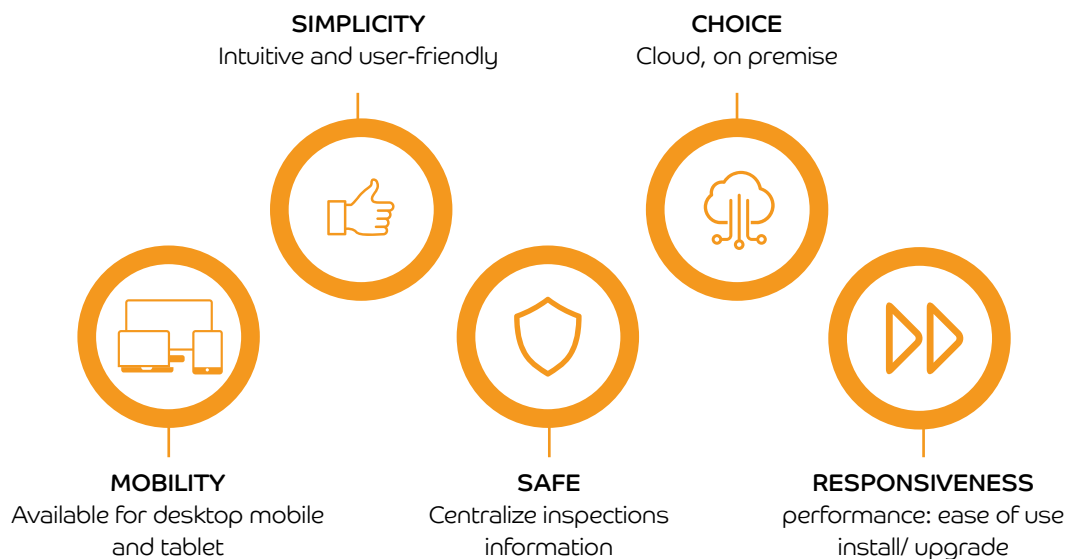 SIMPLICITY
Intuitive and user-friendly
CHOICE
Cloud, on premise
MOBILITY
Available for desktop mobile
and tablet
SAFE
Centralize inspections
information
RESPONSIVENESS
performance: ease of use
install/ upgrade